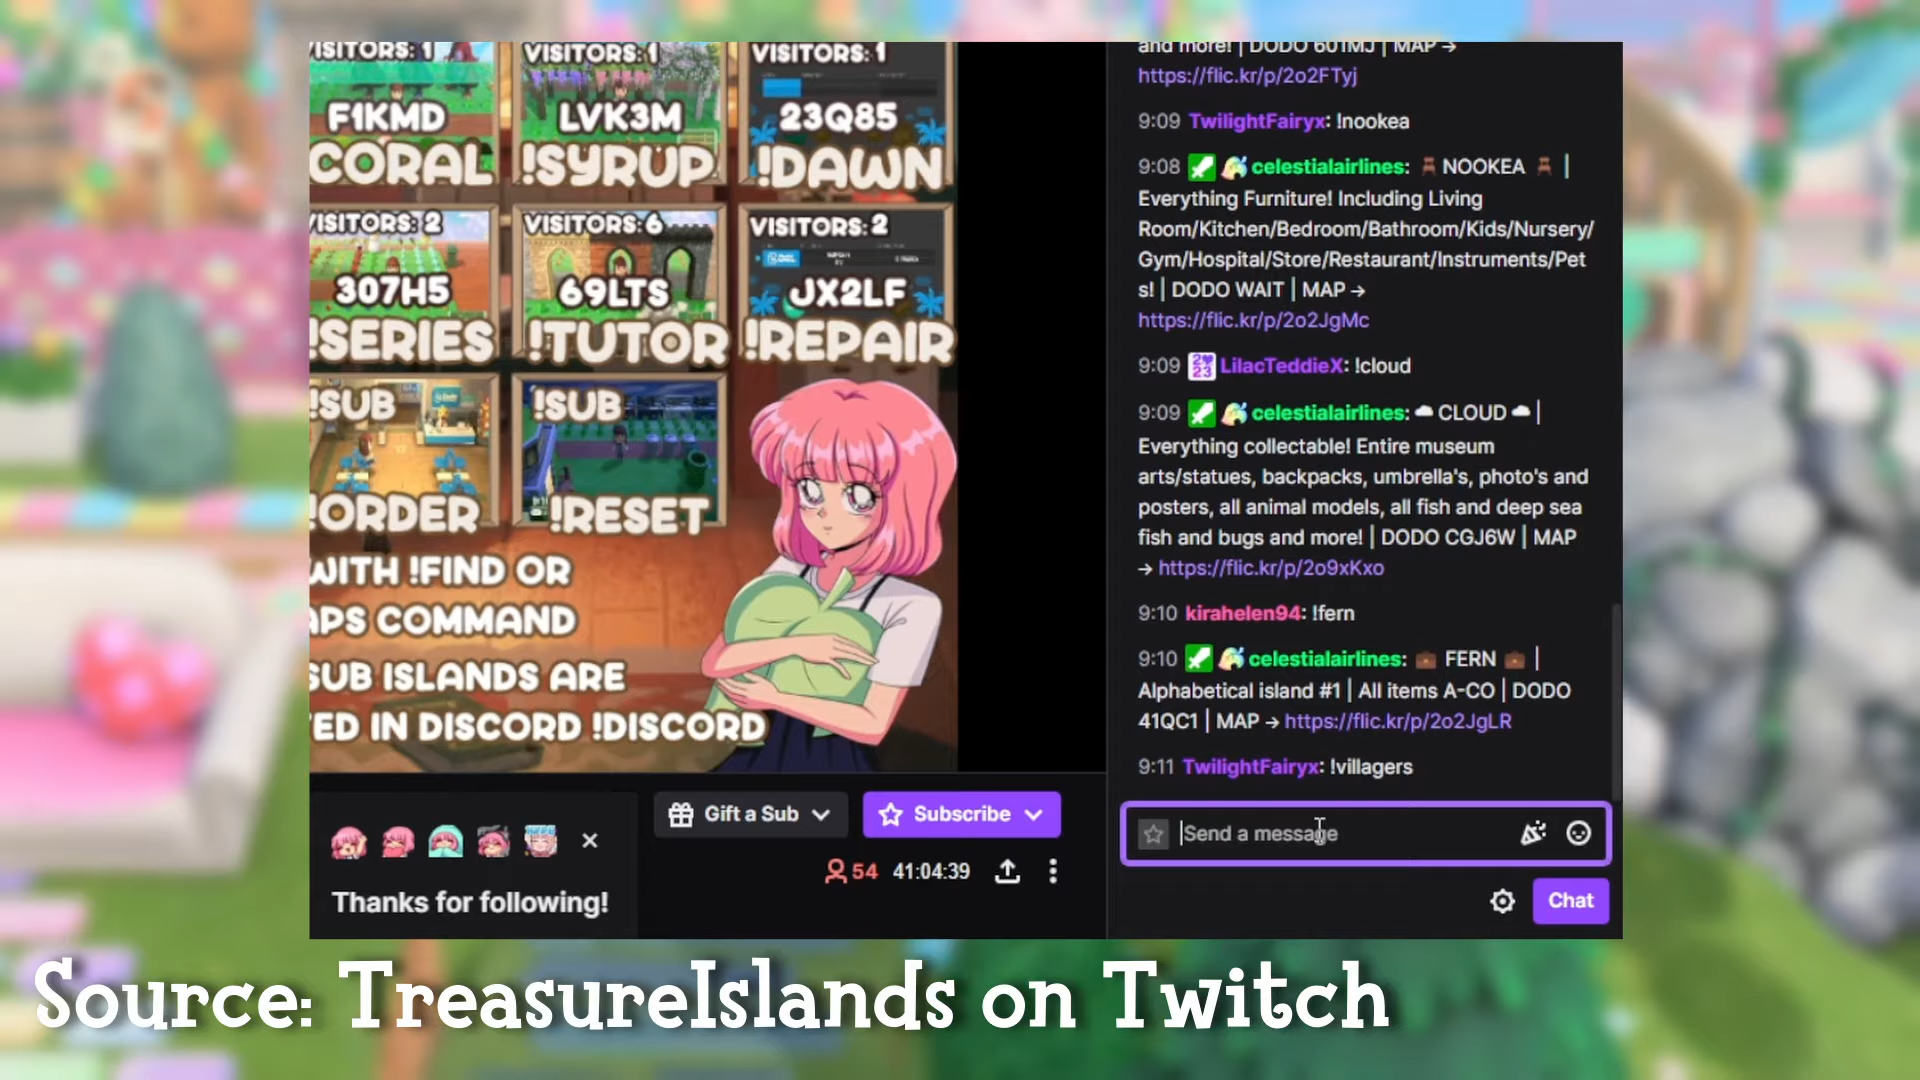 VISITORS: 1
F1KMD
CORAL
VISITORS: 1
LVK3M
!SYRUP
VISITORS: 1
23Q85
!DAWN
VISITORS: 2
307H5
!SERIES
VISITORS: 6
69LTS
!TUTOR
VISITORS: 2
JX2LF
!REPAIR
!SUB
!ORDER
!SUB
!RESET
WITH !FIND OR
APS COMMAND
SUB ISLANDS ARE
ED IN DISCORD !DISCORD
Thanks for following!
Gift a Sub
Subscribe
54 41:04:39
and more! | DODO 601MJ | MAP →
https://flic.kr/p/2o2FTyj
9:09 TwilightFairyx: !nookea
9:08 celestialairlines: NOOKEA |
Everything Furniture! Including Living
Room/Kitchen/Bedroom/Bathroom/Kids/Nursery/
Gym/Hospital/Store/Restaurant/Instruments/Pet
s! | DODO WAIT | MAP →
https://flic.kr/p/2o2JgMc
9:09 LilacTeddieX: !cloud
9:09 celestialairlines: CLOUD |
Everything collectable! Entire museum
arts/statues, backpacks, umbrella's, photo's and
posters, all animal models, all fish and deep sea
fish and bugs and more! | DODO CGJ6W | MAP
→ https://flic.kr/p/2o9xKxo
9:10 kirahelen94: !fern
9:10 celestialairlines: FERN |
Alphabetical island #1 | All items A-CO | DODO
41QC1 | MAP → https://flic.kr/p/2o2JgLR
9:11 TwilightFairyx: !villagers
Send a message
Chat
Source: TreasureIslands on Twitch